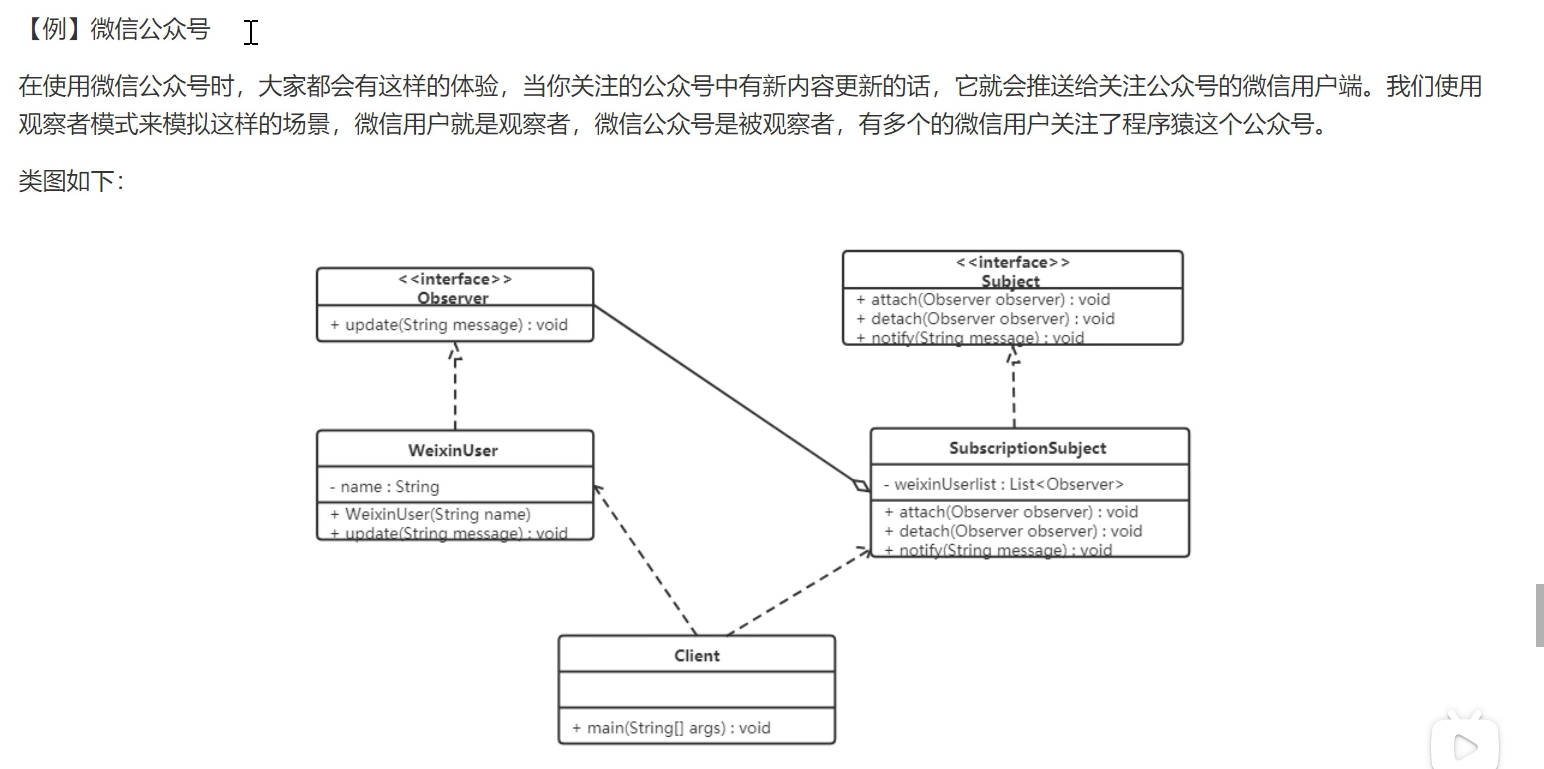 【例】微信公众号
在使用微信公众号时，大家都会有这样的体验，当你关注的公众号中有新内容更新的话，它就会推送给关注公众号的微信用户端。我们使用
观察者模式来模拟这样的场景，微信用户就是观察者，微信公众号是被观察者，有多个的微信用户关注了程序猿这个公众号。
类图如下：
<<interface>>
Observer
+ update(String message) : void
<<interface>>
Subject
+ attach(Observer observer) : void
+ detach(Observer observer) : void
+ notify(String message) : void
WeixinUser
- name : String
+ WeixinUser(String name)
+ update(String message) : void
SubscriptionSubject
- weixinUserlist : List<Observer>
+ attach(Observer observer) : void
+ detach(Observer observer) : void
+ notify(String message) : void
Client
+ main(String[] args) : void